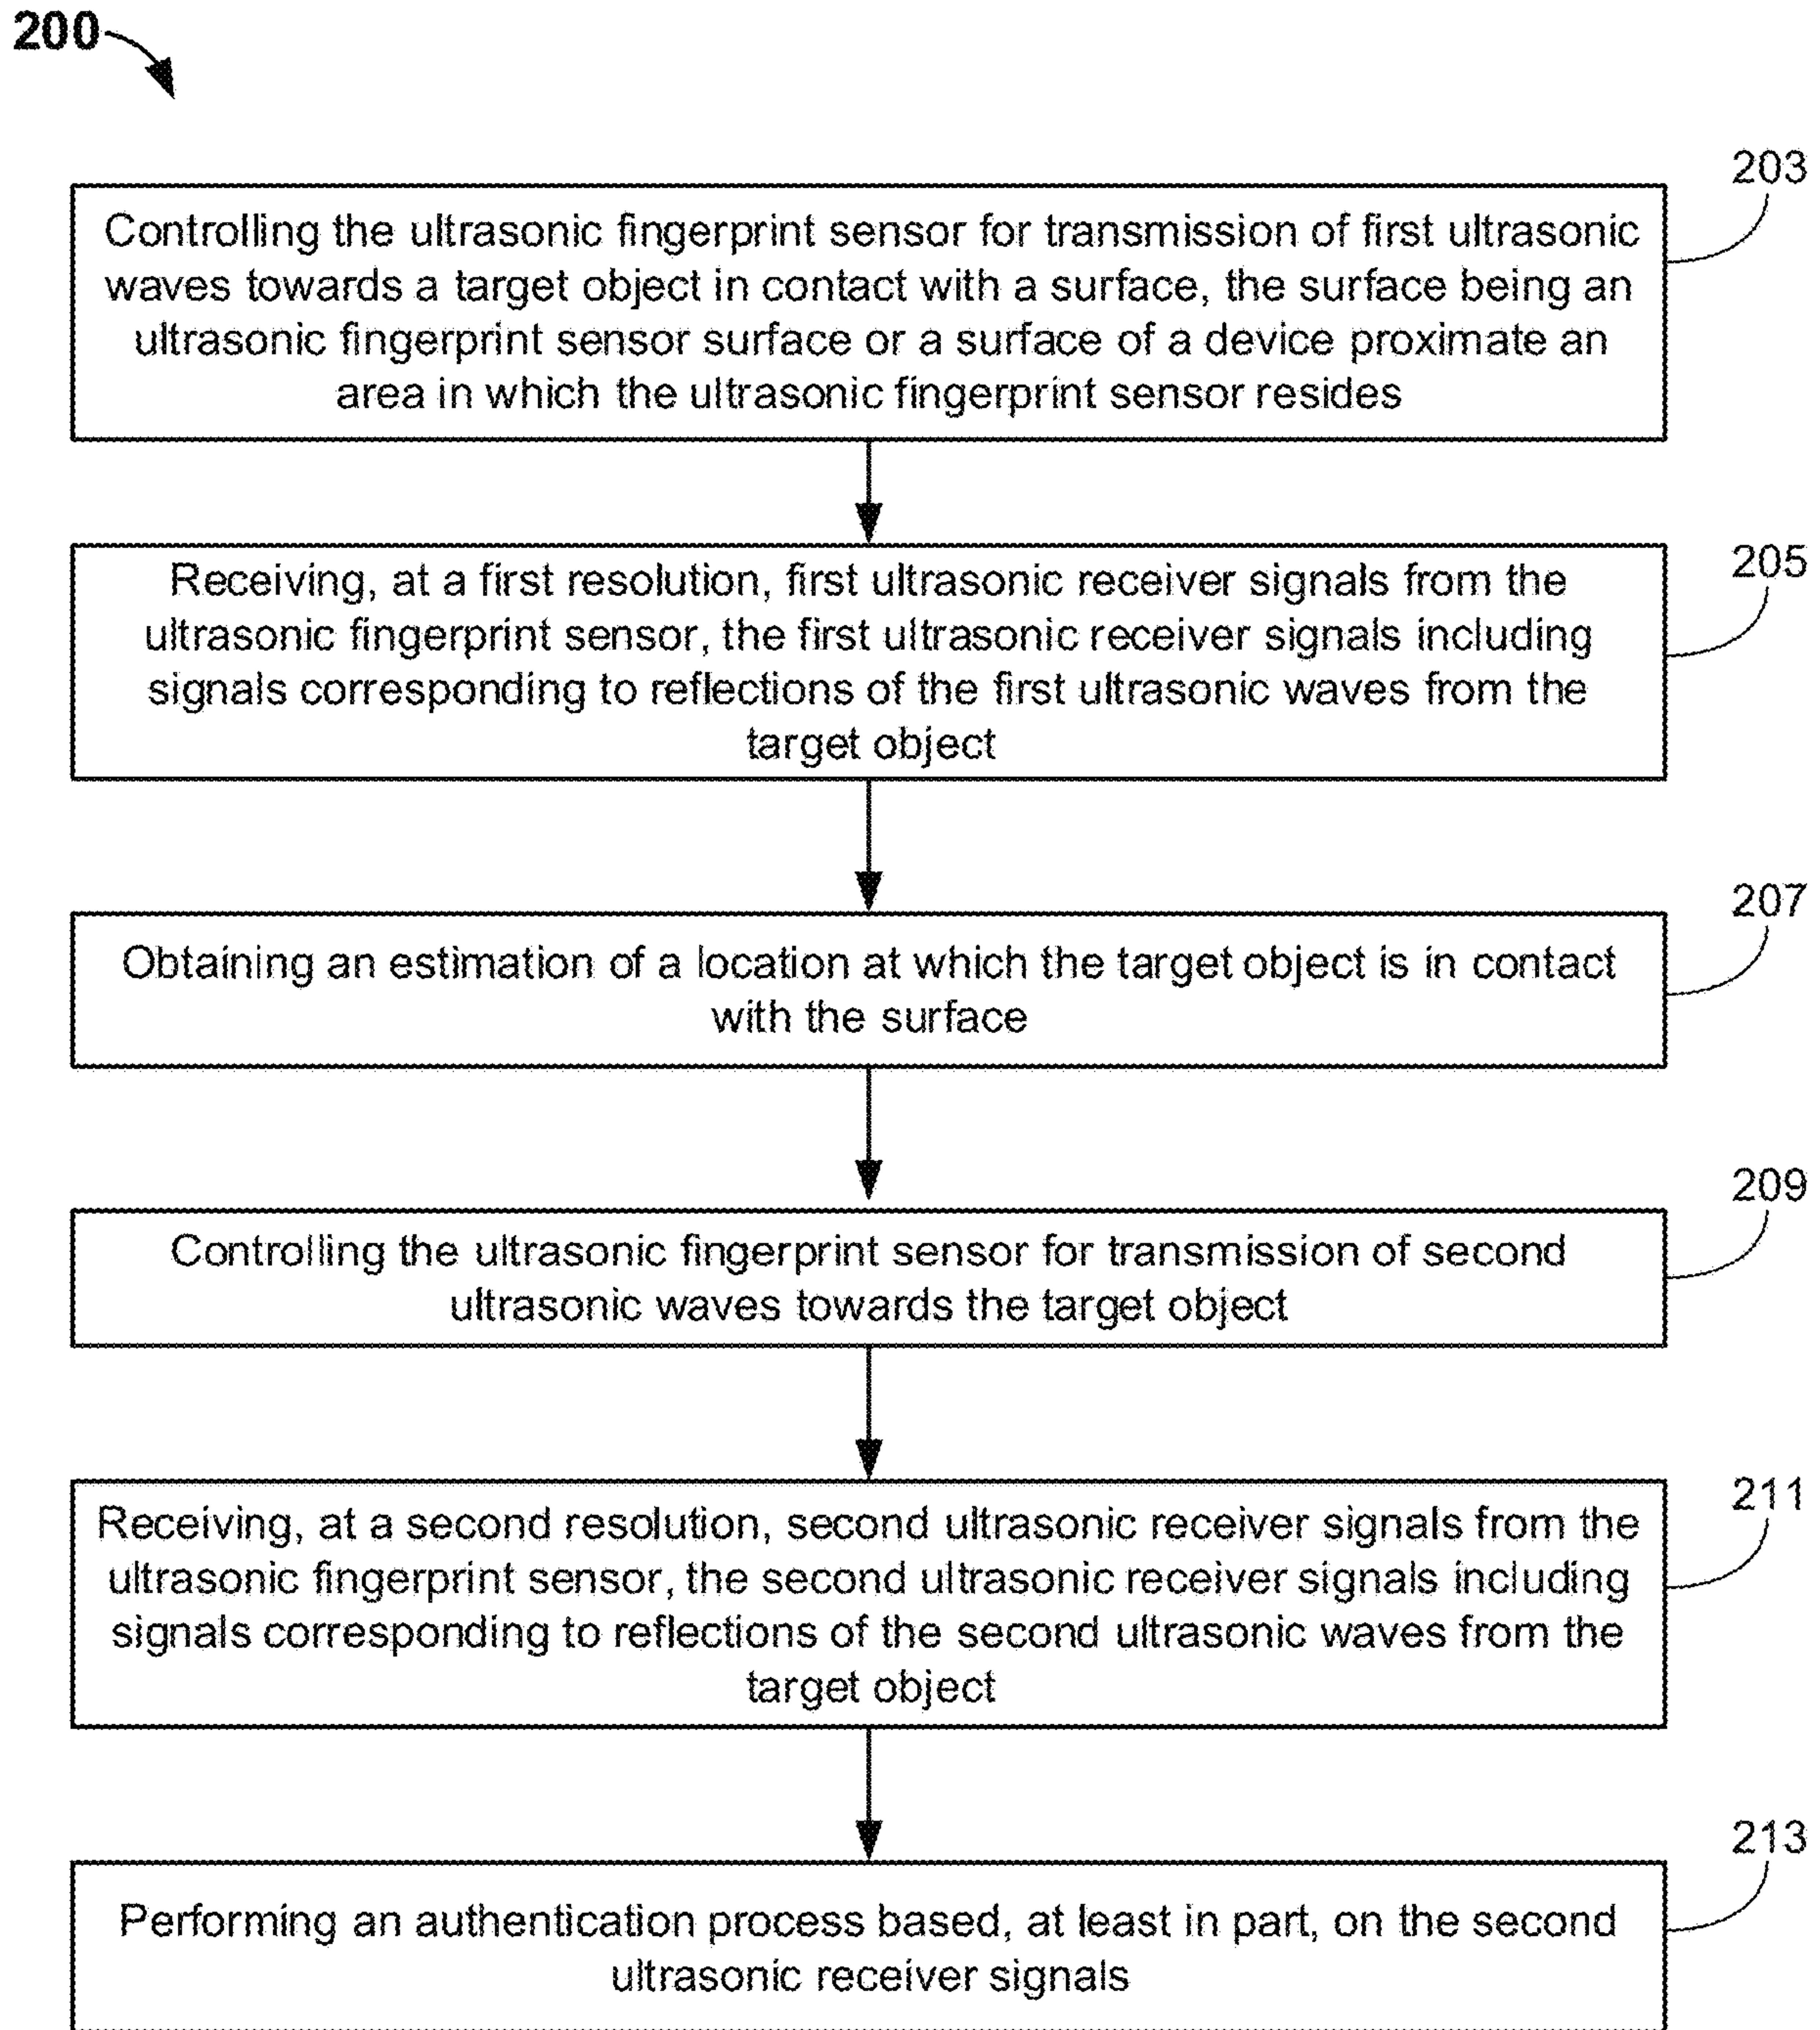 200
203
Controlling the ultrasonic fingerprint sensor for transmission of first ultrasonic
waves towards a target object in contact with a surface, the surface being an
ultrasonic fingerprint sensor surface or a surface of a device proximate an
area in which the ultrasonic fingerprint sensor resides
205
Receiving, at a first resolution, first ultrasonic receiver signals from the
ultrasonic fingerprint sensor, the first ultrasonic receiver signals including
signals corresponding to reflections of the first ultrasonic waves from the
target object
207
Obtaining an estimation of a location at which the target object is in contact
with the surface
209
Controlling the ultrasonic fingerprint sensor for transmission of second
ultrasonic waves towards the target object
211
Receiving, at a second resolution, second ultrasonic receiver signals from the
ultrasonic fingerprint sensor, the second ultrasonic receiver signals including
signals corresponding to reflections of the second ultrasonic waves from the
target object
213
Performing an authentication process based, at least in part, on the second
ultrasonic receiver signals